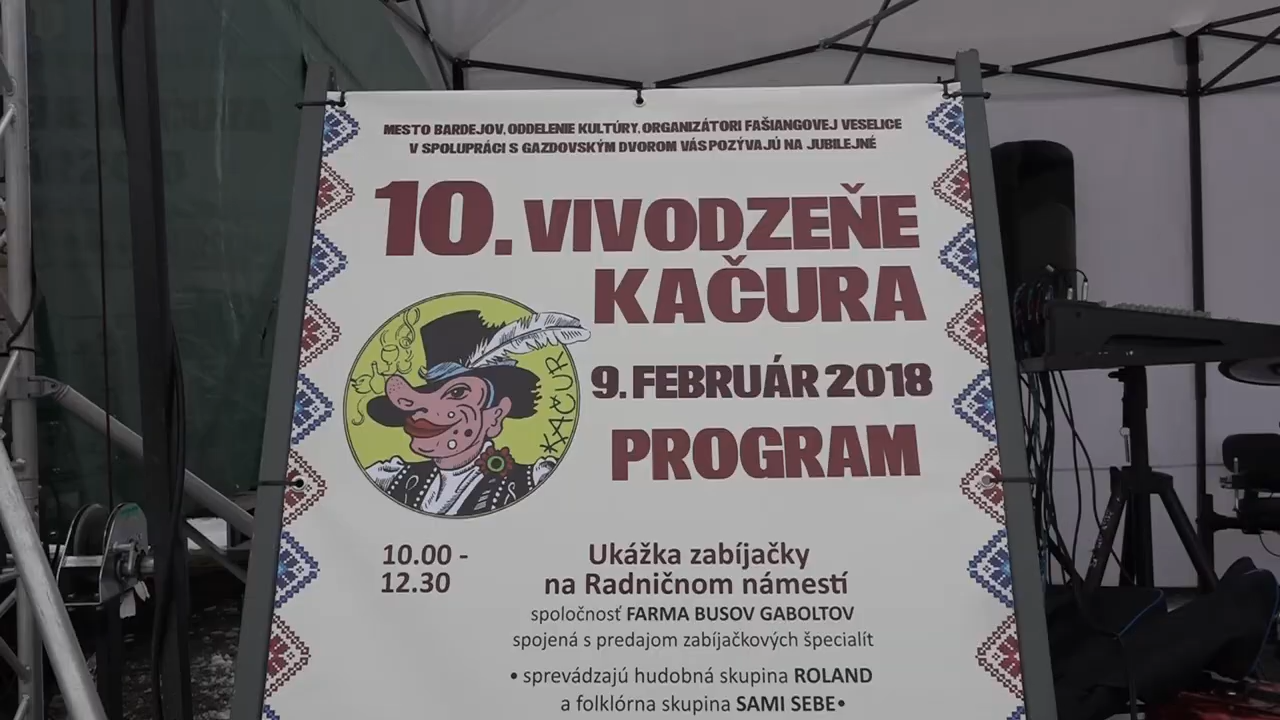 MESTO BARDEJOV, ODDELENIE KULTÚRY, ORGANIZÁTORI FAŠIANGOVEJ VESELICE
V SPOLUPRÁCI S GAZDOVSKÝM DVOROM VÁS POZÝVAJÚ NA JUBILEJNÉ
10. VIVODZEŇE
KAČURA
KAČUR
9. FEBRUÁR 2018
PROGRAM
10.00 -
12.30
Ukážka zabíjačky
na Radničnom námestí
spoločnosť FARMA BUSOV GABOLTOV
spojená s predajom zabíjačkových špecialít
• sprevádzajú hudobná skupina ROLAND
a folklórna skupina SAMI SEBE•